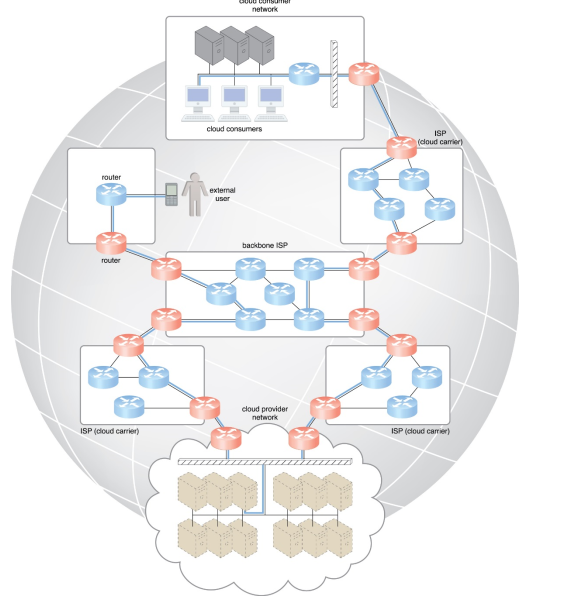 cloud consumer
network
cloud consumers
ISP
(cloud carrier)
router
external
user
router
backbone ISP
ISP (cloud carrier)
cloud provider
network
ISP (cloud carrier)